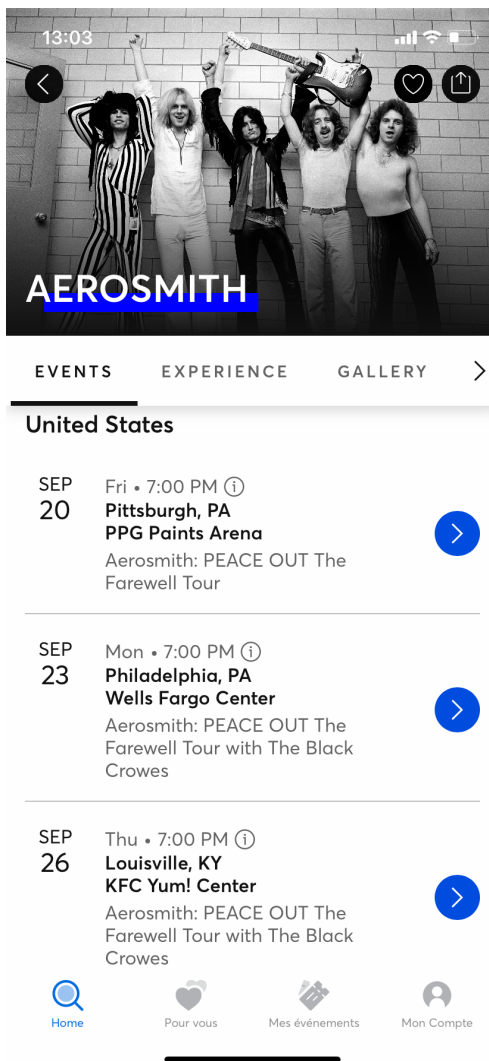 13:03
AEROSMITH
EVENTS
EXPERIENCE
GALLERY
United States
SEP
20
Fri • 7:00 PM
Pittsburgh, PA
PPG Paints Arena
Aerosmith: PEACE OUT The
Farewell Tour
SEP
23
Mon • 7:00 PM
Philadelphia, PA
Wells Fargo Center
Aerosmith: PEACE OUT The
Farewell Tour with The Black
Crowes
SEP
26
Thu • 7:00 PM
Louisville, KY
KFC Yum! Center
Aerosmith: PEACE OUT The
Farewell Tour with The Black
Crowes
Home
Pour vous
Mes événements
Mon Compte